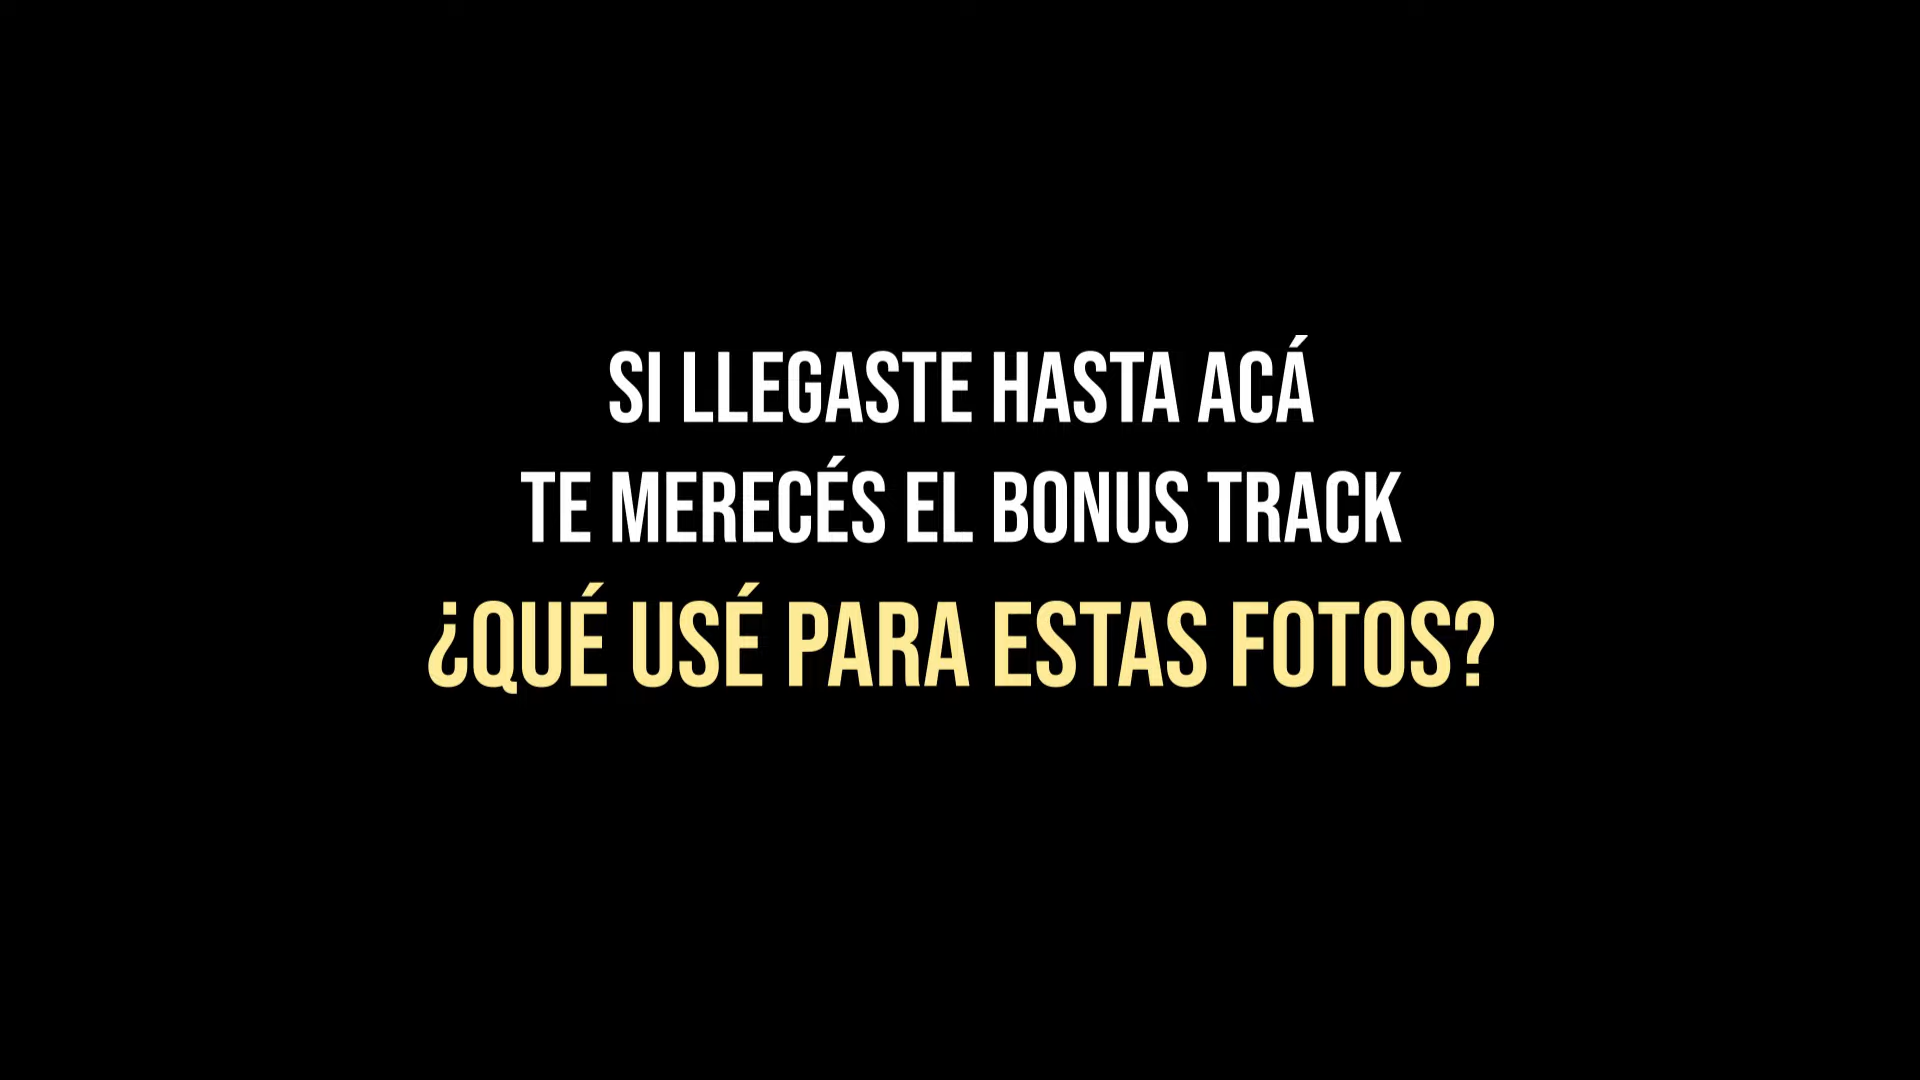 SI LLEGASTE HASTA ACÁ
TE MERECÉS EL BONUS TRACK
¿QUÉ USÉ PARA ESTAS FOTOS?